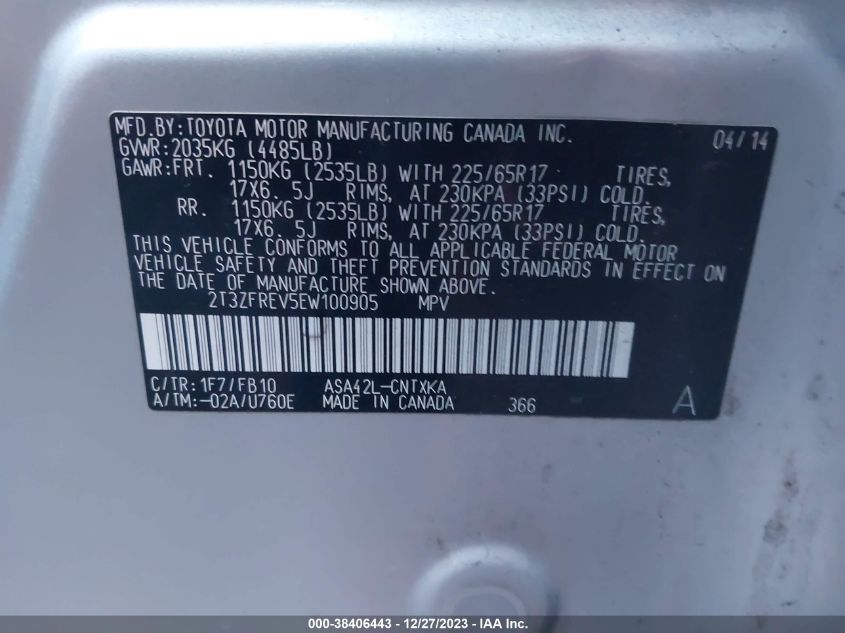 MFD.BY:TOYOTA MOTOR MANUFACTURING CANADA INC. 04/14
GVWR:2035KG (4485LB)
GAWR:FRT. 1150KG (2535LB) WITH 225/65R17 TIRES,
17X6. 5J RIMS, AT 230KPA (33PSI) COLD.
RR. 1150KG (2535LB) WITH 225/65R17 TIRES,
17X6. 5J RIMS, AT 230KPA (33PSI) COLD.
THIS VEHICLE CONFORMS TO ALL APPLICABLE FEDERAL MOTOR
VEHICLE SAFETY AND THEFT PREVENTION STANDARDS IN EFFECT ON
THE DATE OF MANUFACTURE SHOWN ABOVE.
2T3ZFREV5EW100905 MPV
C/TR:1F7/FB10 ASA42L-CNTXKA
A/TM:-02A/U760E MADE IN CANADA 366 A
000-38406443 - 12/27/2023 - IAA Inc.